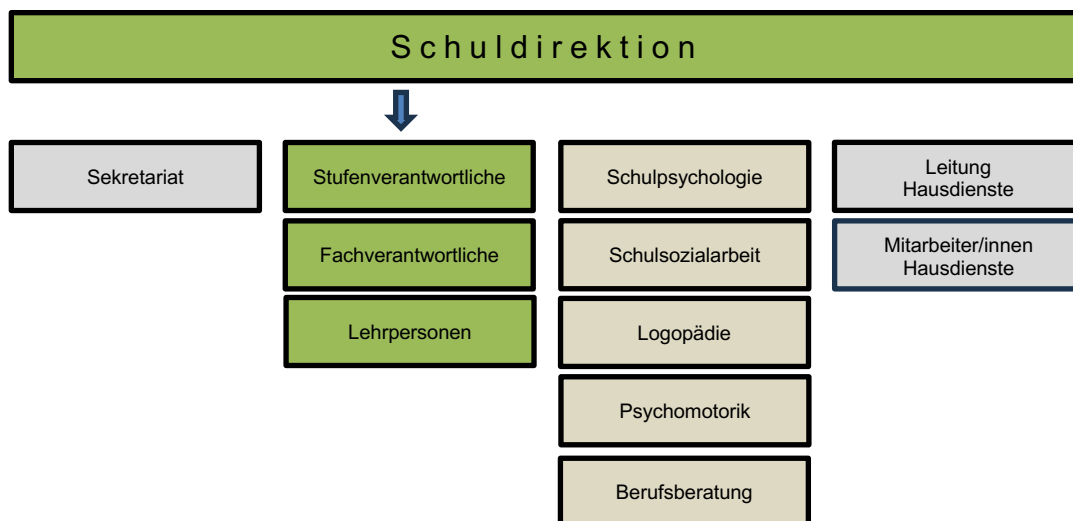 Schuldirektion
Sekretariat
Stufenverantwortliche
Schulpsychologie
Leitung
Hausdienste
Fachverantwortliche
Schulsozialarbeit
Mitarbeiter/innen
Hausdienste
Lehrpersonen
Logopädie
Psychomotorik
Berufsberatung